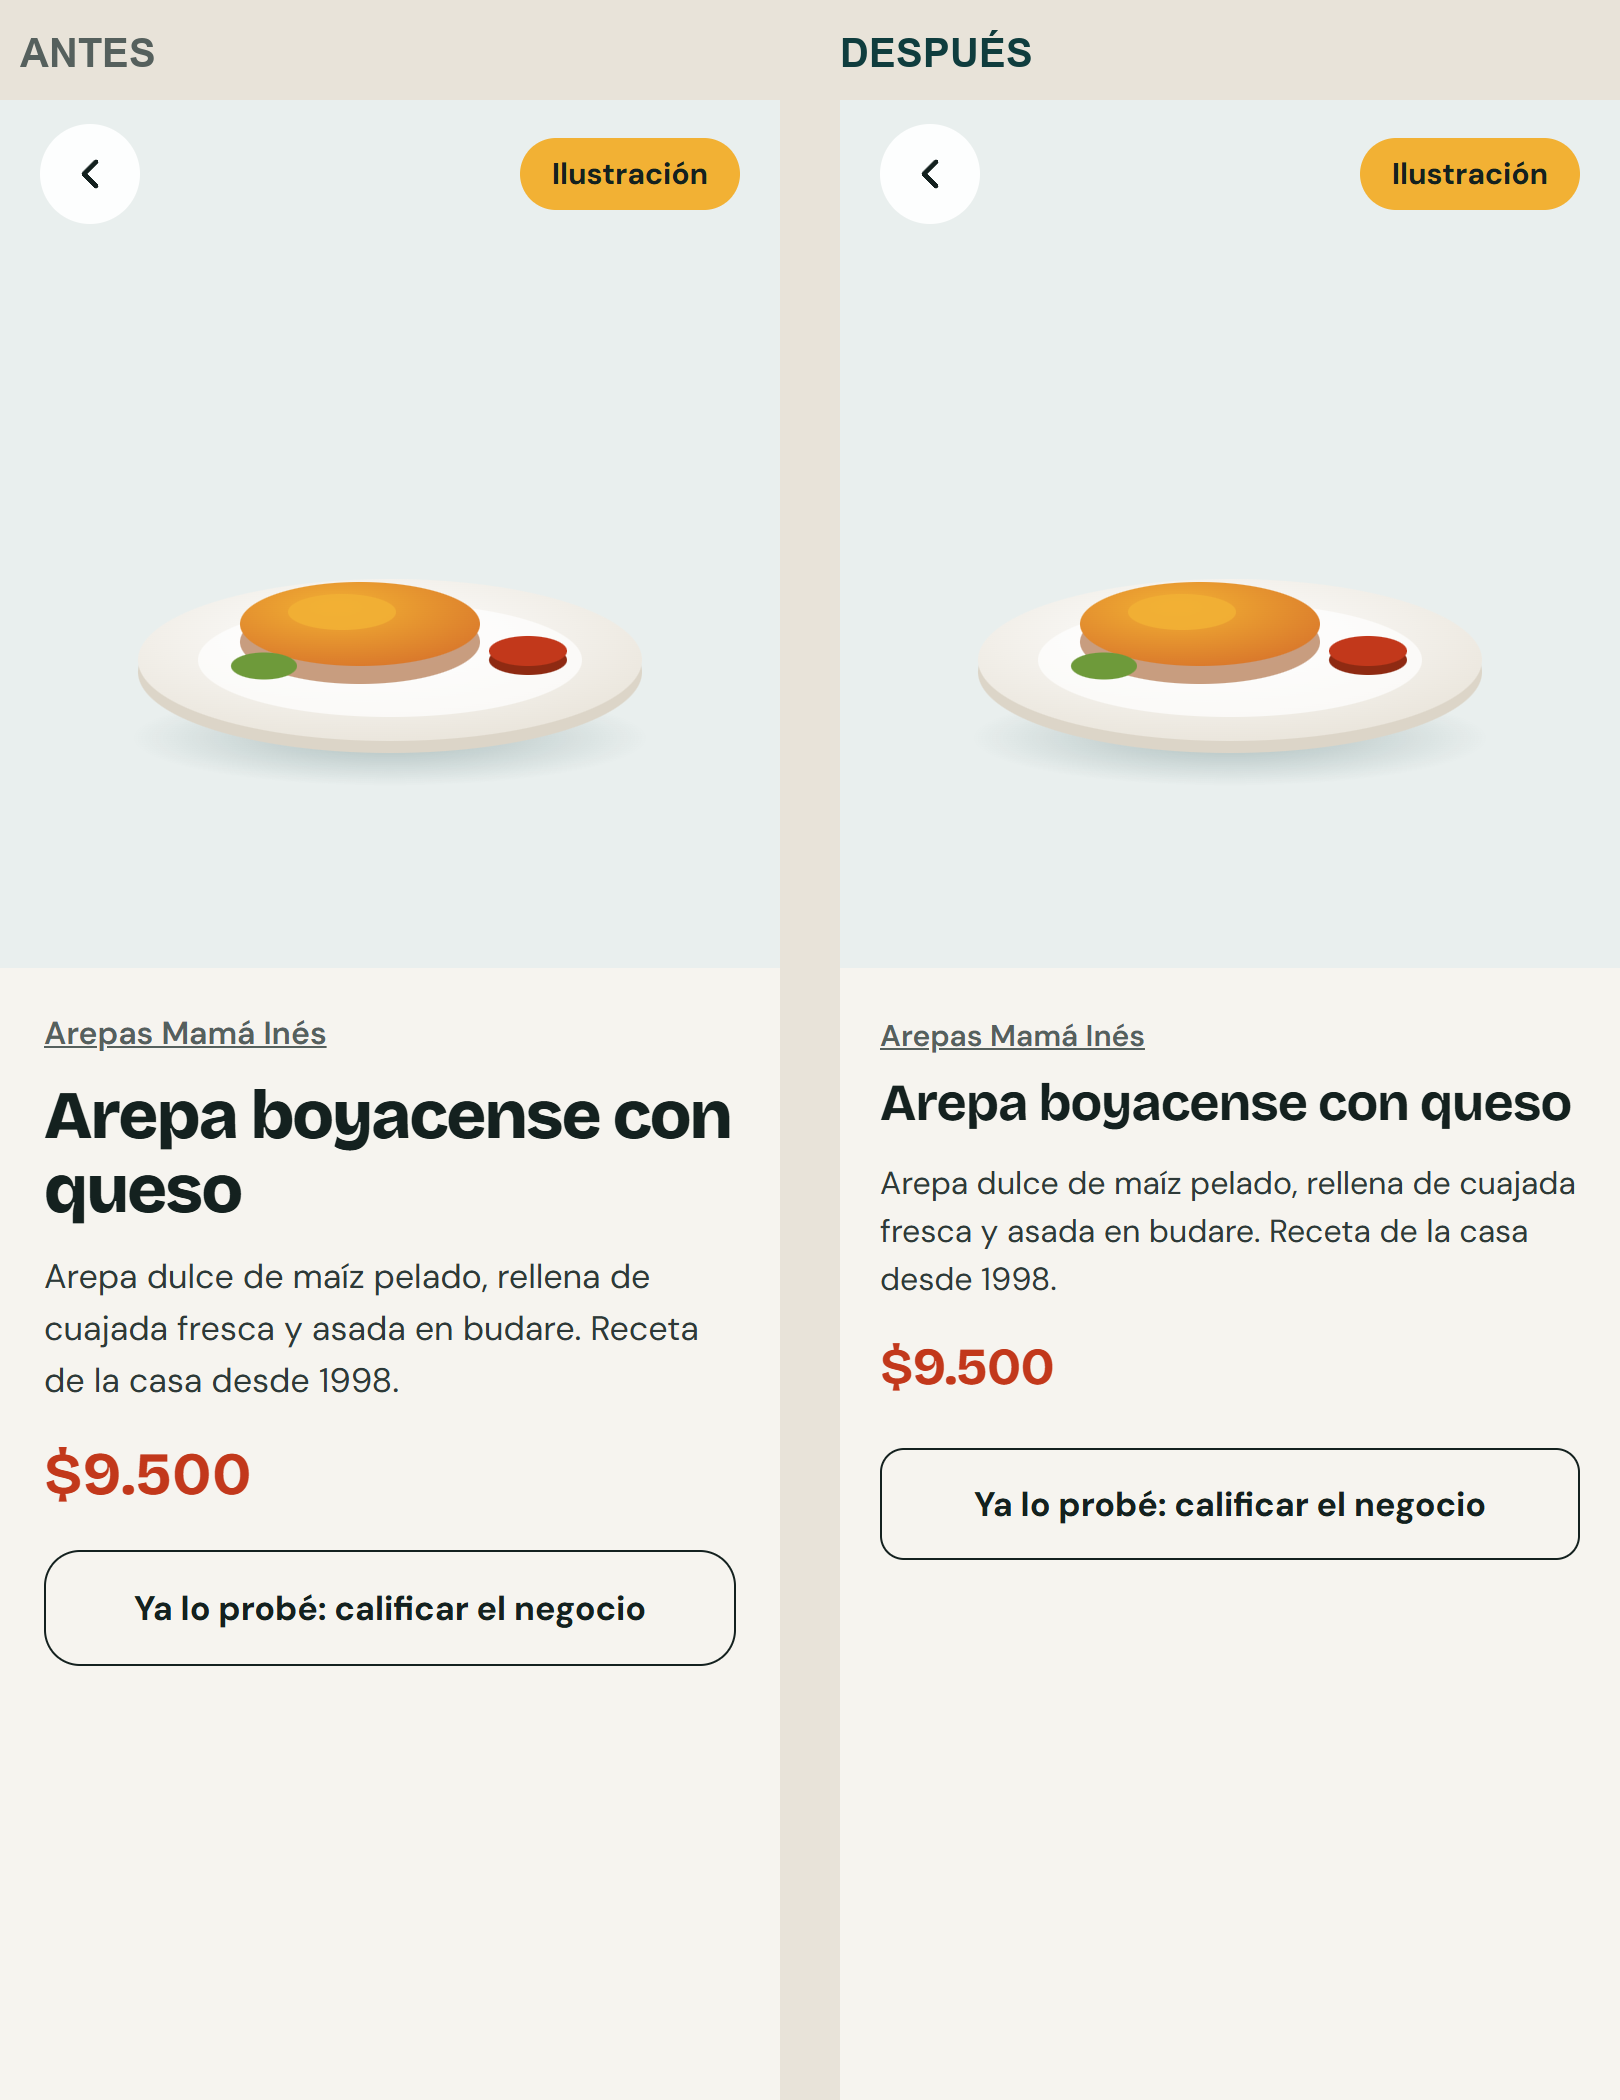 ANTES
Ilustración
Arepas Mamá Inés
Arepa boyacense con
queso
Arepa dulce de maíz pelado, rellena de
cuajada fresca y asada en budare. Receta
de la casa desde 1998.
$9.500
Ya lo probé: calificar el negocio
DESPUÉS
Ilustración
Arepas Mamá Inés
Arepa boyacense con queso
Arepa dulce de maíz pelado, rellena de cuajada
fresca y asada en budare. Receta de la casa
desde 1998.
$9.500
Ya lo probé: calificar el negocio